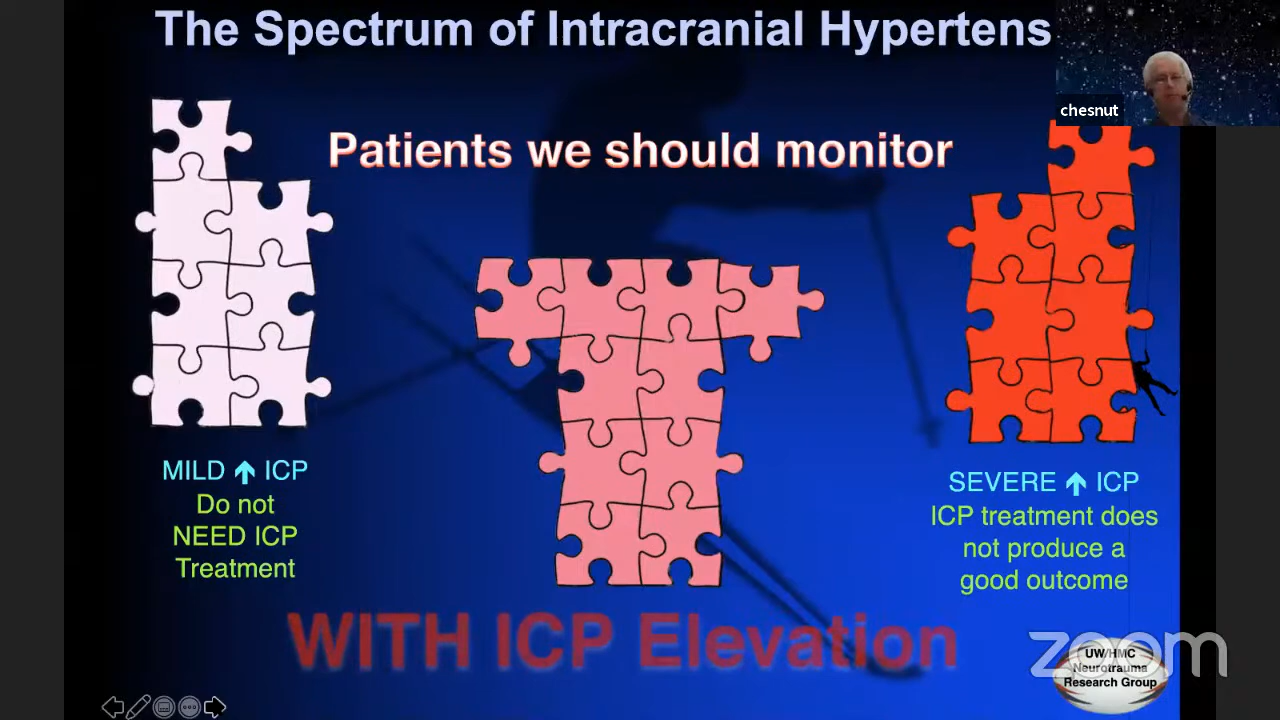 The Spectrum of Intracranial Hypertens
chesnut
Patients we should monitor
MILD ↑ ICP
Do not
NEED ICP
Treatment
SEVERE ↑ ICP
ICP treatment does
not produce a
good outcome
WITH ICP Elevation
zoom
UW/HMC
Neurotrauma
Research Group